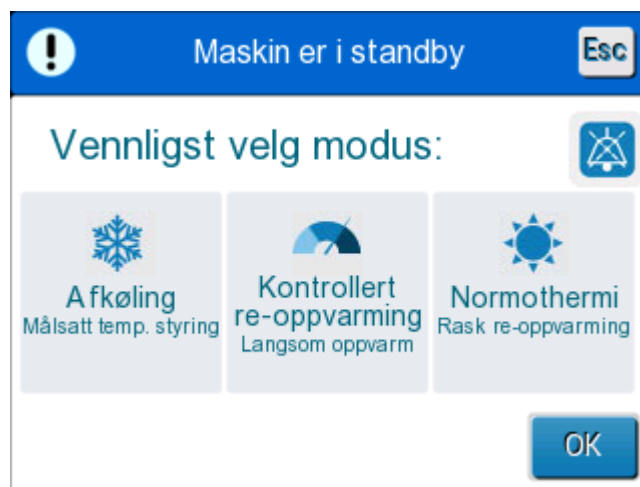 Maskin er i standby
Esc
Vennligst velg modus:
Afkøling
Målsatt temp. styring
Kontrollert
re-oppvarming
Langsom oppvarm
Normothermi
Rask re-oppvarming
OK